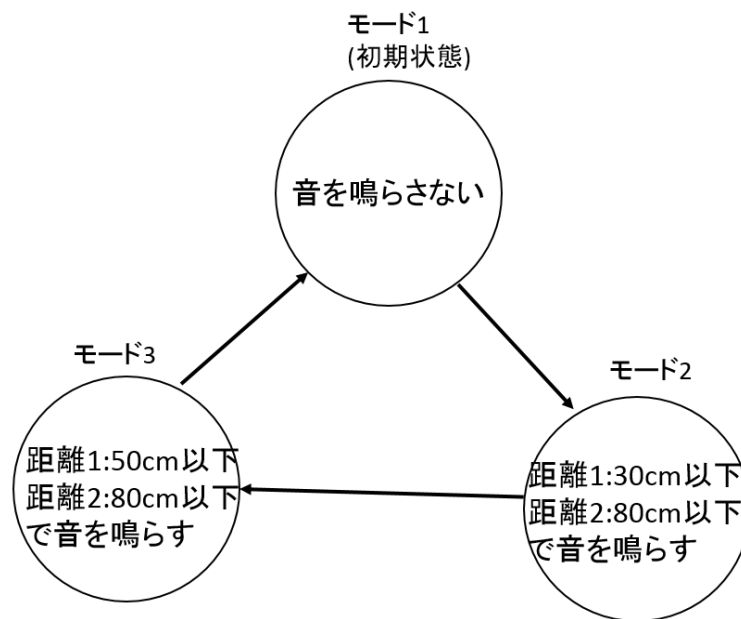 モード1
(初期状態)
音を鳴らさない
モード3
距離1:50cm以下
距離2:80cm以下
で音を鳴らす
モード2
距離1:30cm以下
距離2:80cm以下
で音を鳴らす